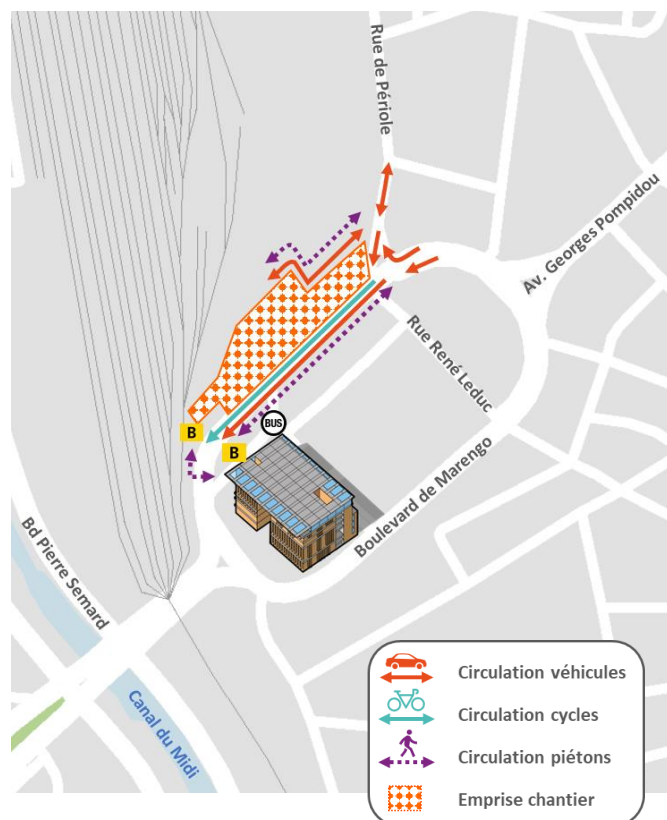 Rue de Périole
Av. Georges Pompidou
Rue René Leduc
B
BUS
B
Boulevard de Marengo
Bd Pierre Semard
Canal du Midi
Circulation véhicules
Circulation cycles
Circulation piétons
Emprise chantier